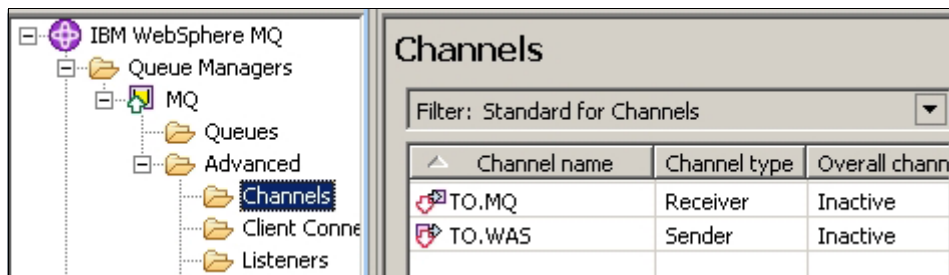 IBM WebSphere MQ
Queue Managers
MQ
Queues
Advanced
Channels
Client Conne
Listeners
Channels
Filter: Standard for Channels
Channel name Channel type Overall chann
TO.MQ Receiver Inactive
TO.WAS Sender Inactive